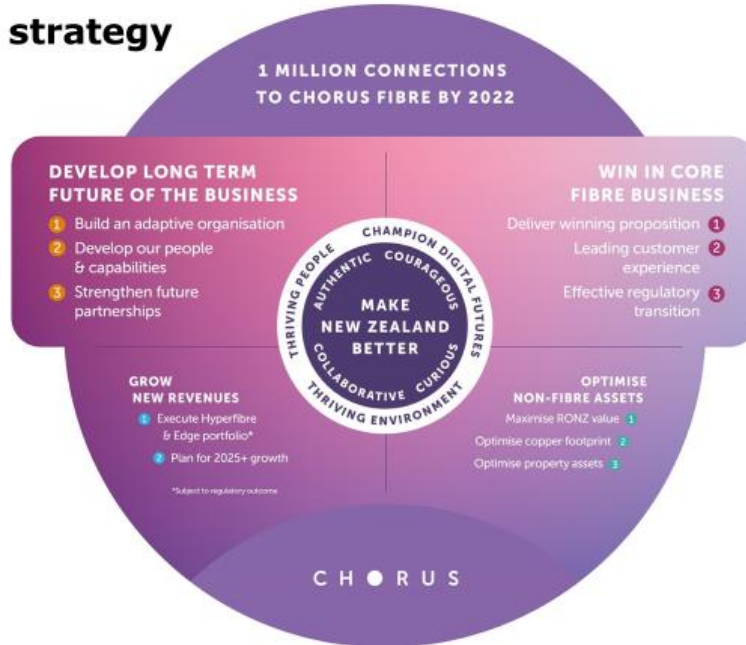 strategy
1 MILLION CONNECTIONS
TO CHORUS FIBRE BY 2022
DEVELOP LONG TERM
FUTURE OF THE BUSINESS
1 Build an adaptive organisation
2 Develop our people
& capabilities
3 Strengthen future
partnerships
WIN IN CORE
FIBRE BUSINESS
Deliver winning proposition 1
Leading customer 2
experience
Effective regulatory 3
transition
THRIVING PEOPLE
CHAMPION DIGITAL FUTURES
THRIVING ENVIRONMENT
AUTHENTIC
COURAGEOUS
COLLABORATIVE
CURIOUS
MAKE
NEW ZEALAND
BETTER
GROW
NEW REVENUES
1 Execute Hyperfibre
& Edge portfolio*
2 Plan for 2025+ growth
*Subject to regulatory outcome
OPTIMISE
NON-FIBRE ASSETS
Maximise RONZ value 1
Optimise copper footprint 2
Optimise property assets 3
CHORUS